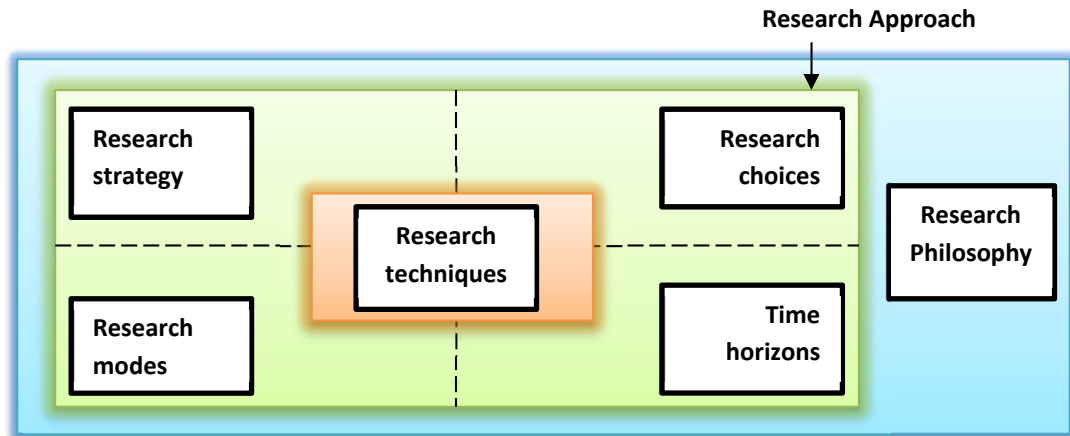 Research Approach
Research
strategy
Research
choices
Research
Philosophy
Research
techniques
Research
modes
Time
horizons